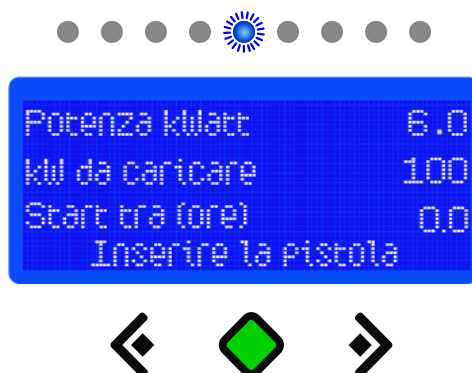 Potenza kWatt 6.0
kW da caricare 100
Start tra (ore) 0.0
Inserire la pistola